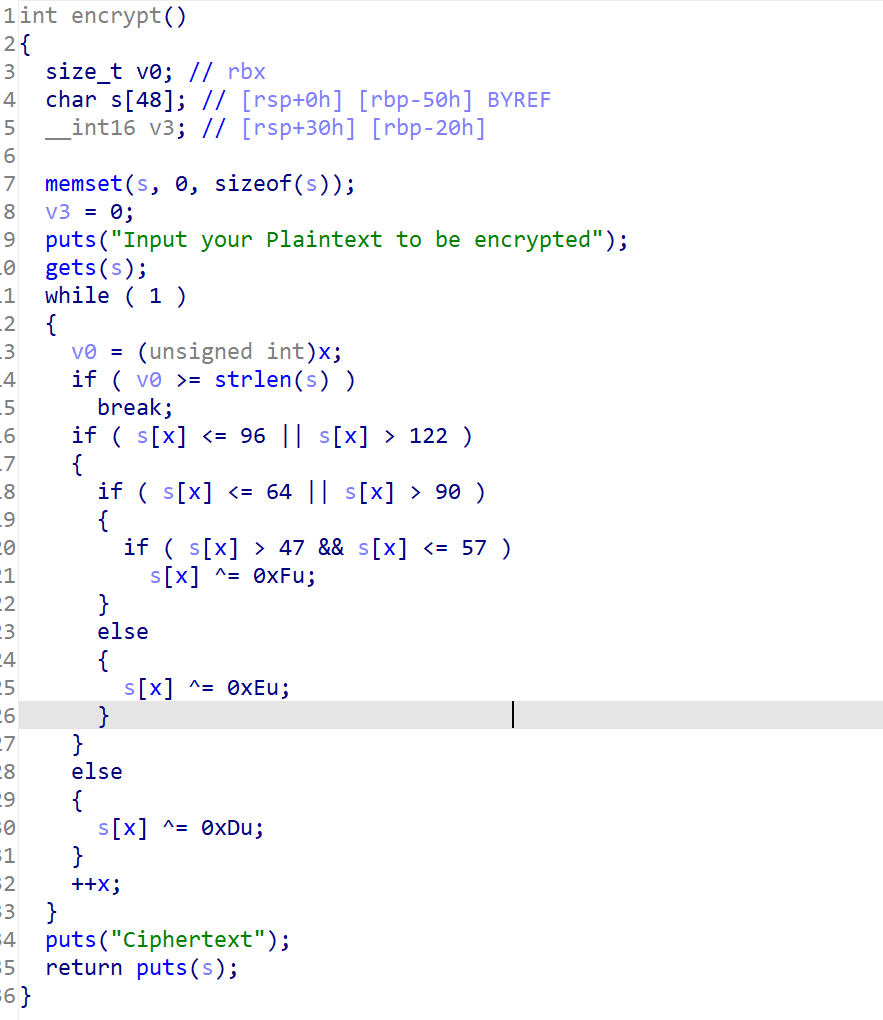 1 int encrypt()
2 {
3   size_t v0; // rbx
4   char s[48]; // [rsp+0h] [rbp-50h] BYREF
5   __int16 v3; // [rsp+30h] [rbp-20h]
6
7   memset(s, 0, sizeof(s));
8   v3 = 0;
9   puts("Input your Plaintext to be encrypted");
0   gets(s);
1   while ( 1 )
2   {
3     v0 = (unsigned int)x;
4     if ( v0 >= strlen(s) )
5       break;
6     if ( s[x] <= 96 || s[x] > 122 )
7     {
8       if ( s[x] <= 64 || s[x] > 90 )
9       {
0         if ( s[x] > 47 && s[x] <= 57 )
1           s[x] ^= 0xFu;
2       }
3       else
4       {
5         s[x] ^= 0xEu;
6       }
7     }
8     else
9     {
0       s[x] ^= 0xDu;
1     }
2     ++x;
3   }
4   puts("Ciphertext");
5   return puts(s);
6 }